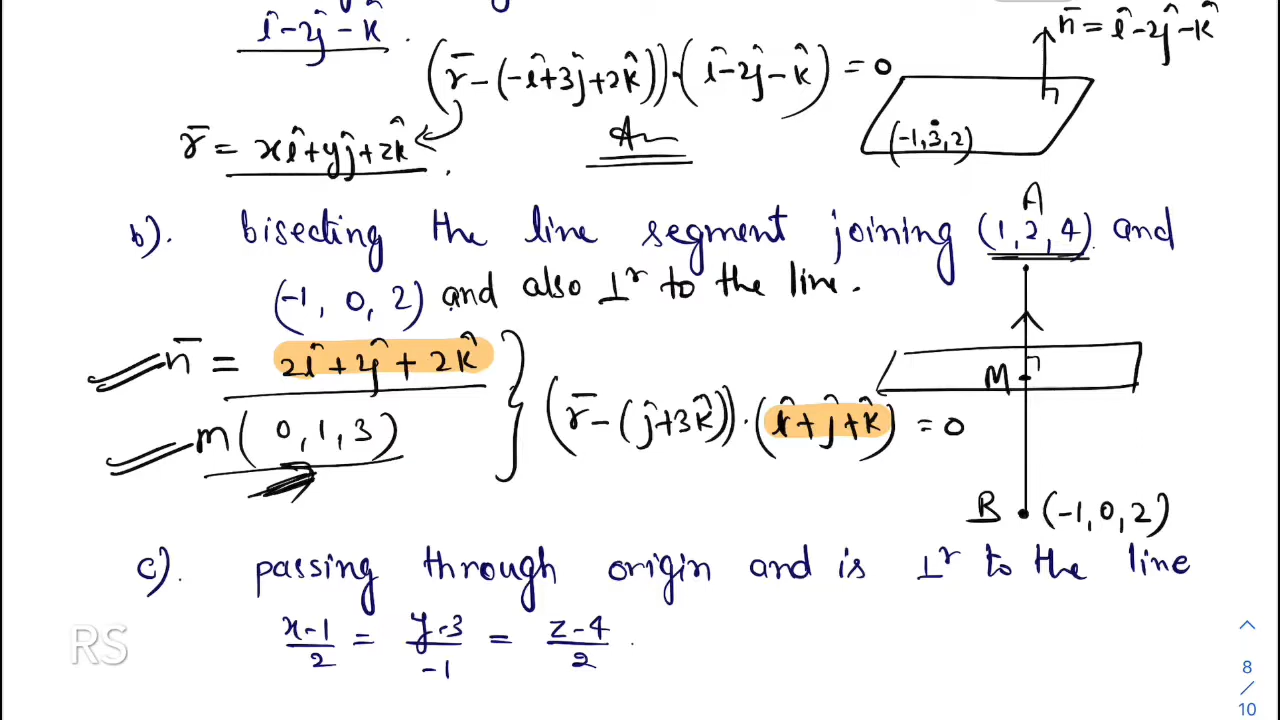 î-2ĵ-k̂.
n̄ = î-2ĵ-k̂
(r̄-(-î+3ĵ+2k̂))·(î-2ĵ-k̂) = 0
r̄ = xî+yĵ+zk̂.
(-1, 3, 2)
A
b). bisecting the line segment joining (1, 2, 4) and
(-1, 0, 2) and also ⊥ʳ to the line.
n̄ = 2î+2ĵ+2k̂
M
m(0, 1, 3)
(r̄-(ĵ+3k̂))·(î+ĵ+k̂) = 0
B (-1, 0, 2)
c). passing through origin and is ⊥ʳ to the line
x-1/2 = y-3/-1 = z-4/2.
RS
8
/
10